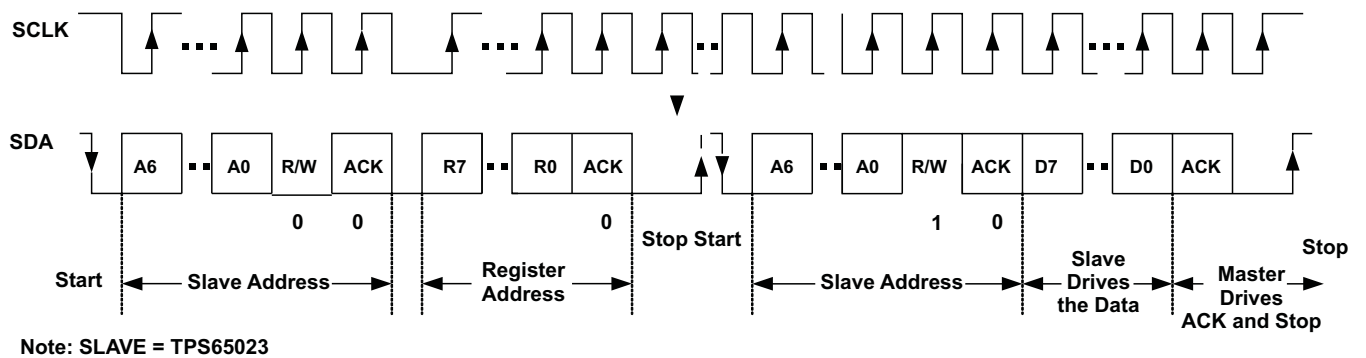 SCLK
SDA
A6 A0 R/W ACK R7 R0 ACK A6 A0 R/W ACK D7 D0 ACK
0 0 0 1 0
Stop Start
Start
Slave Address
Register
Address
Slave Address
Slave
Drives
the Data
Master
Drives
ACK and Stop
Stop
Note: SLAVE = TPS65023